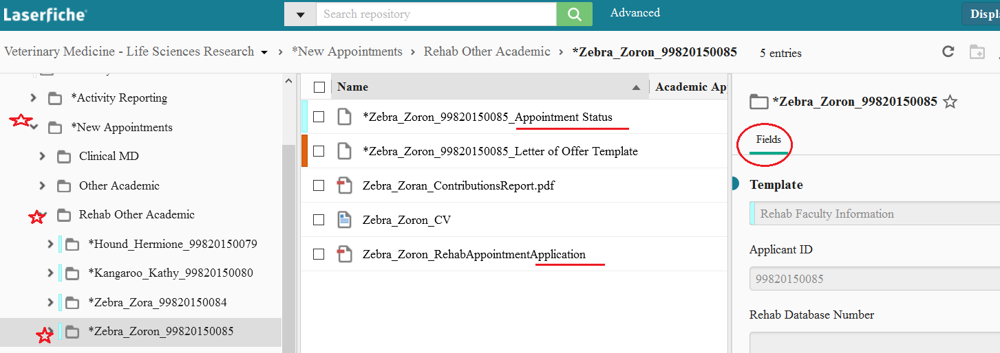 Laserfiche®
Search repository
Advanced
Veterinary Medicine - Life Sciences Research > *New Appointments > Rehab Other Academic > *Zebra_Zoron_99820150085 5 entries
*Activity Reporting
*New Appointments
Clinical MD
Other Academic
Rehab Other Academic
*Hound_Hermione_99820150079
*Kangaroo_Kathy_99820150080
*Zebra_Zora_99820150084
*Zebra_Zoron_99820150085
Name
Academic Ap
*Zebra_Zoron_99820150085_Appointment Status
*Zebra_Zoron_99820150085_Letter of Offer Template
Zebra_Zoran_ContributionsReport.pdf
Zebra_Zoron_CV
Zebra_Zoron_RehabAppointmentApplication
*Zebra_Zoron_99820150085
Fields
Template
Rehab Faculty Information
Applicant ID
99820150085
Rehab Database Number